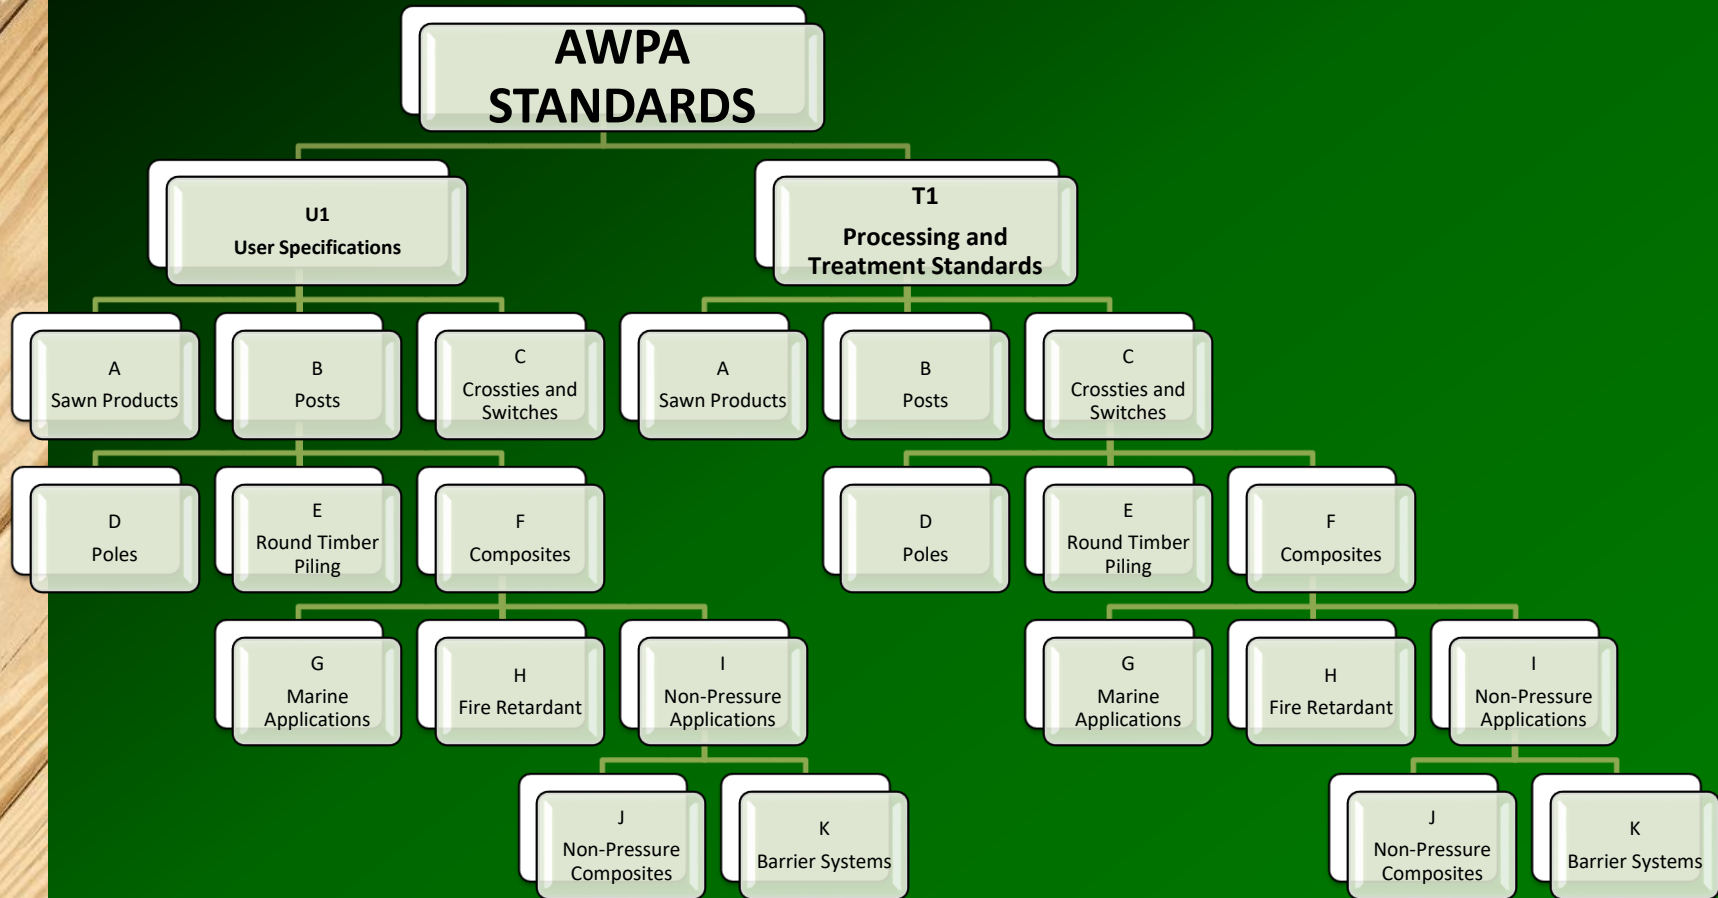 AWPA
STANDARDS
U1
User Specifications
T1
Processing and
Treatment Standards
A
Sawn Products
B
Posts
C
Crossties and
Switches
A
Sawn Products
B
Posts
C
Crossties and
Switches
D
Poles
E
Round Timber
Piling
F
Composites
D
Poles
E
Round Timber
Piling
F
Composites
G
Marine
Applications
H
Fire Retardant
I
Non-Pressure
Applications
G
Marine
Applications
H
Fire Retardant
I
Non-Pressure
Applications
J
Non-Pressure
Composites
K
Barrier Systems
J
Non-Pressure
Composites
K
Barrier Systems